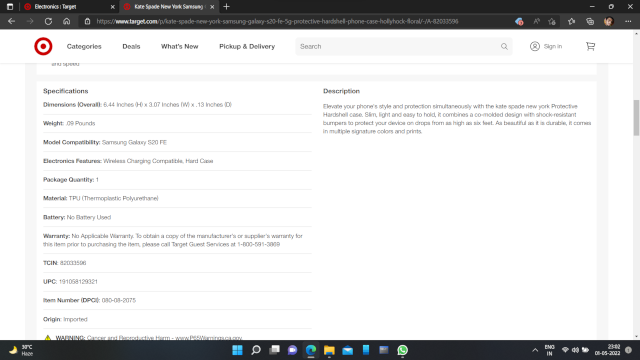 Electronics : Target
Kate Spade New York Samsung
https://www.target.com/p/kate-spade-new-york-samsung-galaxy-s20-fe-5g-protective-hardshell-phone-case-hollyhock-floral/-/A-82033596
Categories Deals What's New Pickup & Delivery Search Sign in
and speed
Specifications
Dimensions (Overall): 6.44 Inches (H) x 3.07 Inches (W) x .13 Inches (D)
Weight: .09 Pounds
Model Compatibility: Samsung Galaxy S20 FE
Electronics Features: Wireless Charging Compatible, Hard Case
Package Quantity: 1
Material: TPU (Thermoplastic Polyurethane)
Battery: No Battery Used
Warranty: No Applicable Warranty. To obtain a copy of the manufacturer's or supplier's warranty for
this item prior to purchasing the item, please call Target Guest Services at 1-800-591-3869
TCIN: 82033596
UPC: 191058129321
Item Number (DPCI): 080-08-2075
Origin: Imported
WARNING: Cancer and Reproductive Harm - www.P65Warnings.ca.gov
Description
Elevate your phone's style and protection simultaneously with the kate spade new york Protective
Hardshell case. Slim, light and easy to hold, it combines a co-molded design with shock-resistant
bumpers to protect your device on drops from as high as six feet. As beautiful as it is durable, it comes
in multiple signature colors and prints.
30°C
Haze
ENG
IN
23:02
01-05-2022